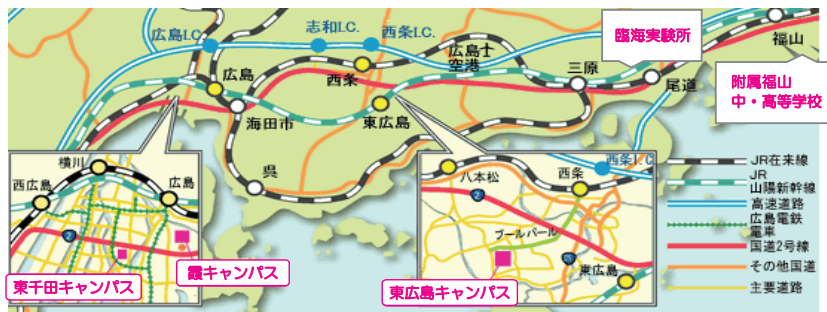 広島I.C.
志和I.C.
西条I.C.
広島
西条
広島士
空港
三原
臨海実験所
福山
尾道
附属福山
中・高等学校
海田市
東広島
呉
横川
西広島
広島
2
東千田キャンパス
霞キャンパス
西条I.C.
八本松
西条
2
ブールバール
2
東広島
東広島キャンパス
JR在来線
JR
山陽新幹線
高速道路
広島電鉄
電車
国道2号線
その他国道
主要道路